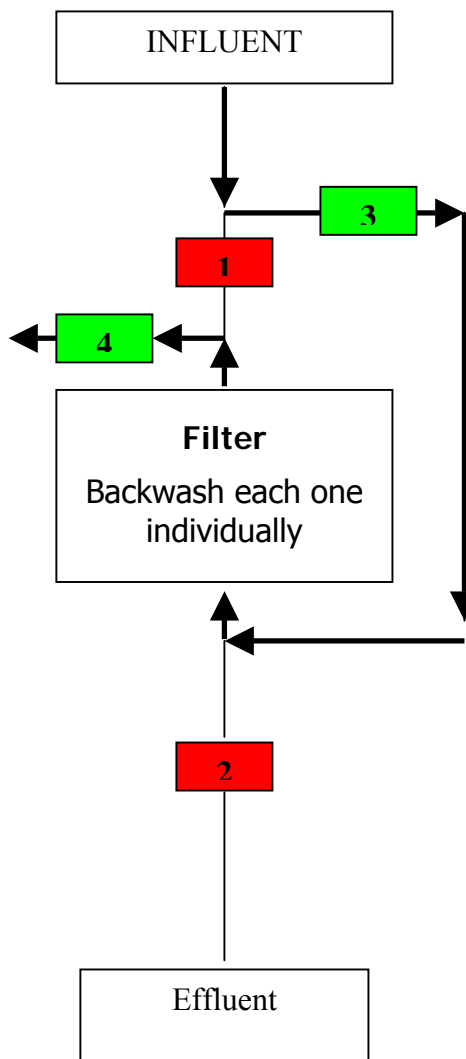 INFLUENT
3
1
4
Filter
Backwash each one
individually
2
Effluent